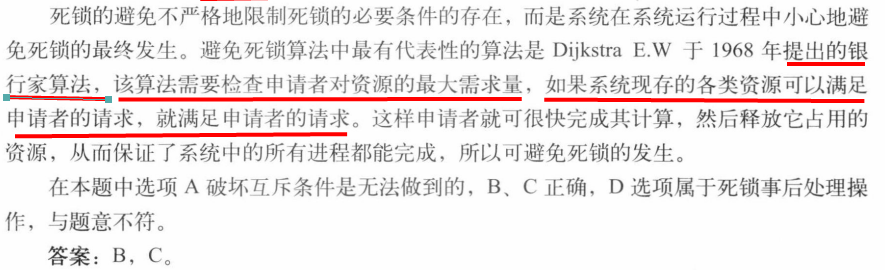 死锁的避免不严格地限制死锁的必要条件的存在，而是系统在系统运行过程中小心地避
免死锁的最终发生。避免死锁算法中最有代表性的算法是 Dijkstra E.W 于 1968 年提出的银
行家算法，该算法需要检查申请者对资源的最大需求量，如果系统现存的各类资源可以满足
申请者的请求，就满足申请者的请求。这样申请者就可很快完成其计算，然后释放它占用的
资源，从而保证了系统中的所有进程都能完成，所以可避免死锁的发生。
在本题中选项 A 破坏互斥条件是无法做到的，B、C 正确，D 选项属于死锁事后处理操
作，与题意不符。
答案：B，C。